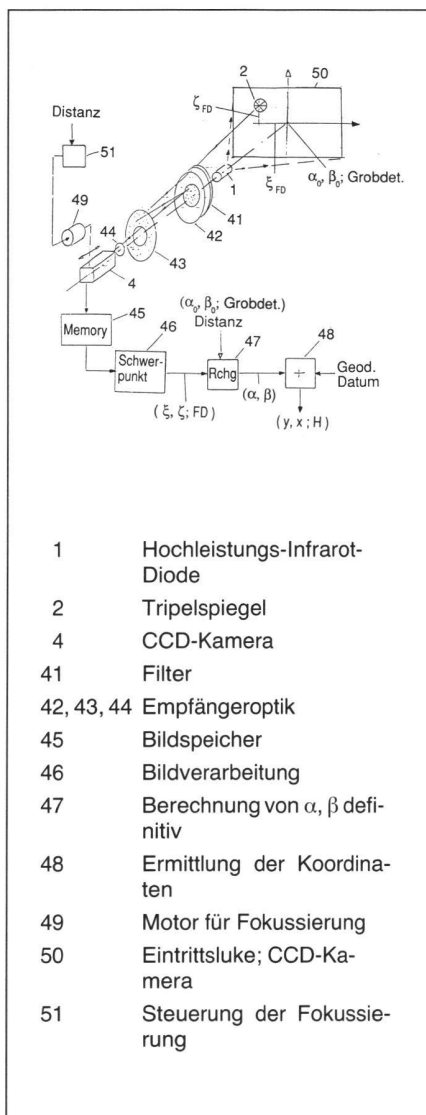 2
50
ζ FD
Distanz
51
1
ξ FD
α₀, β₀; Grobdet.
49
44
41
42
43
4
45
(α₀, β₀; Grobdet.)
Distanz
46
47
48
Memory
Schwer-
punkt
Rchg
÷
Geod.
Datum
(ξ, ζ; FD)
(α, β)
(y, x ; H)
1 Hochleistungs-Infrarot-
Diode
2 Tripelspiegel
4 CCD-Kamera
41 Filter
42, 43, 44 Empfängeroptik
45 Bildspeicher
46 Bildverarbeitung
47 Berechnung von α, β defi-
nitiv
48 Ermittlung der Koordina-
ten
49 Motor für Fokussierung
50 Eintrittsluke; CCD-Ka-
mera
51 Steuerung der Fokussie-
rung